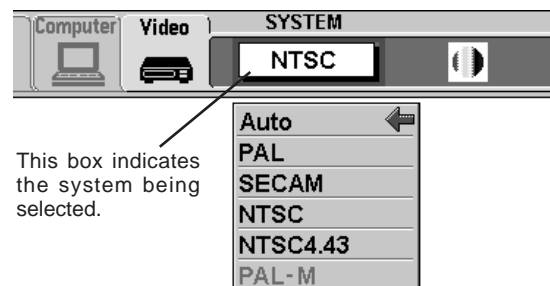 Computer Video SYSTEM
NTSC
Auto
PAL
SECAM
NTSC
NTSC4.43
PAL-M
This box indicates
the system being
selected.